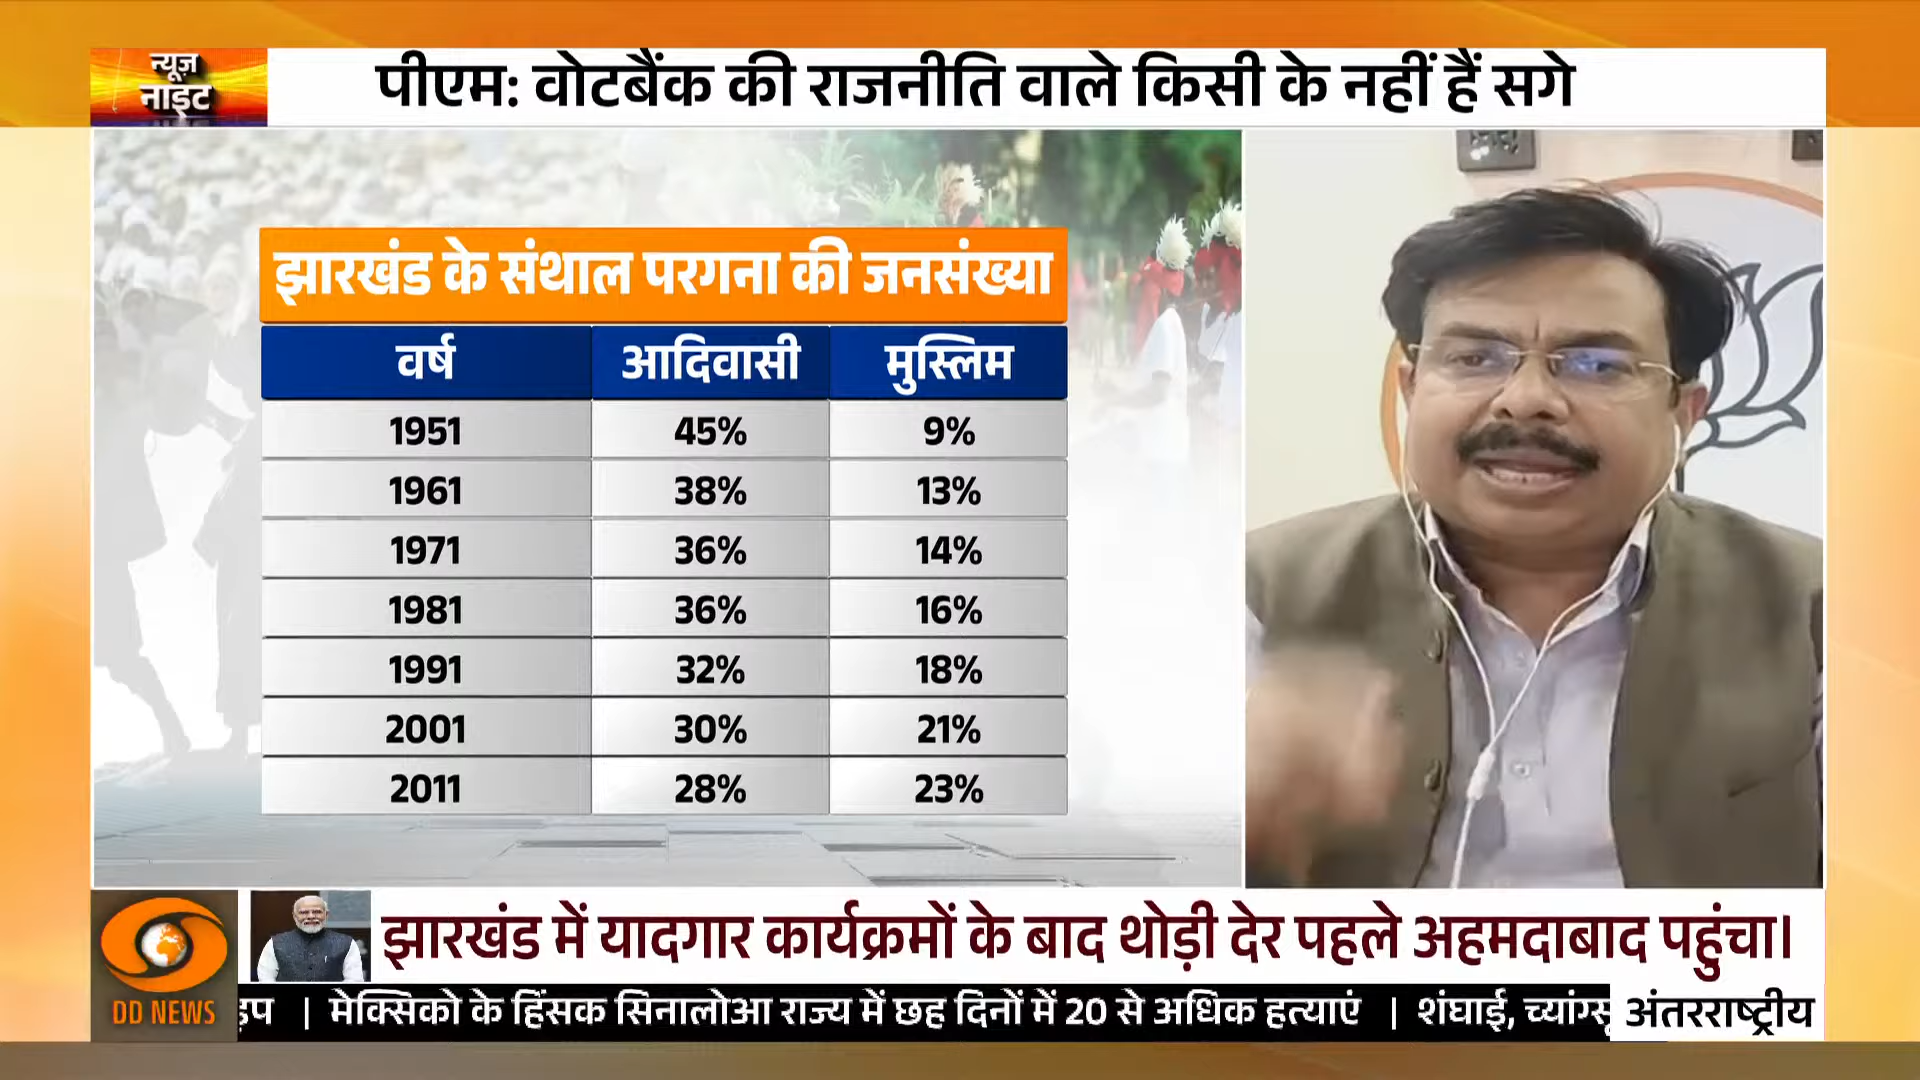 न्यूज़
नाइट
पीएम: वोटबैंक की राजनीति वाले किसी के नहीं हैं सगे
झारखंड के संथाल परगना की जनसंख्या
वर्ष आदिवासी मुस्लिम
1951 45% 9%
1961 38% 13%
1971 36% 14%
1981 36% 16%
1991 32% 18%
2001 30% 21%
2011 28% 23%
झारखंड में यादगार कार्यक्रमों के बाद थोड़ी देर पहले अहमदाबाद पहुंचा।
DD NEWS
| मेक्सिको के हिंसक सिनालोआ राज्य में छह दिनों में 20 से अधिक हत्याएं | शंघाई,
अंतरराष्ट्रीय